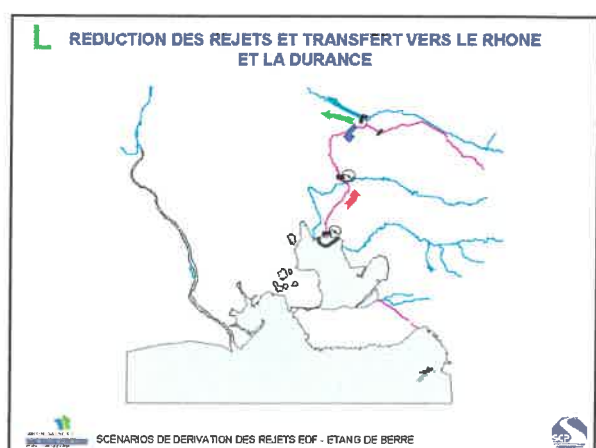 L REDUCTION DES REJETS ET TRANSFERT VERS LE RHONE
ET LA DURANCE
SCENARIOS DE DERIVATION DES REJETS EDF - ETANG DE BERRE
SCP